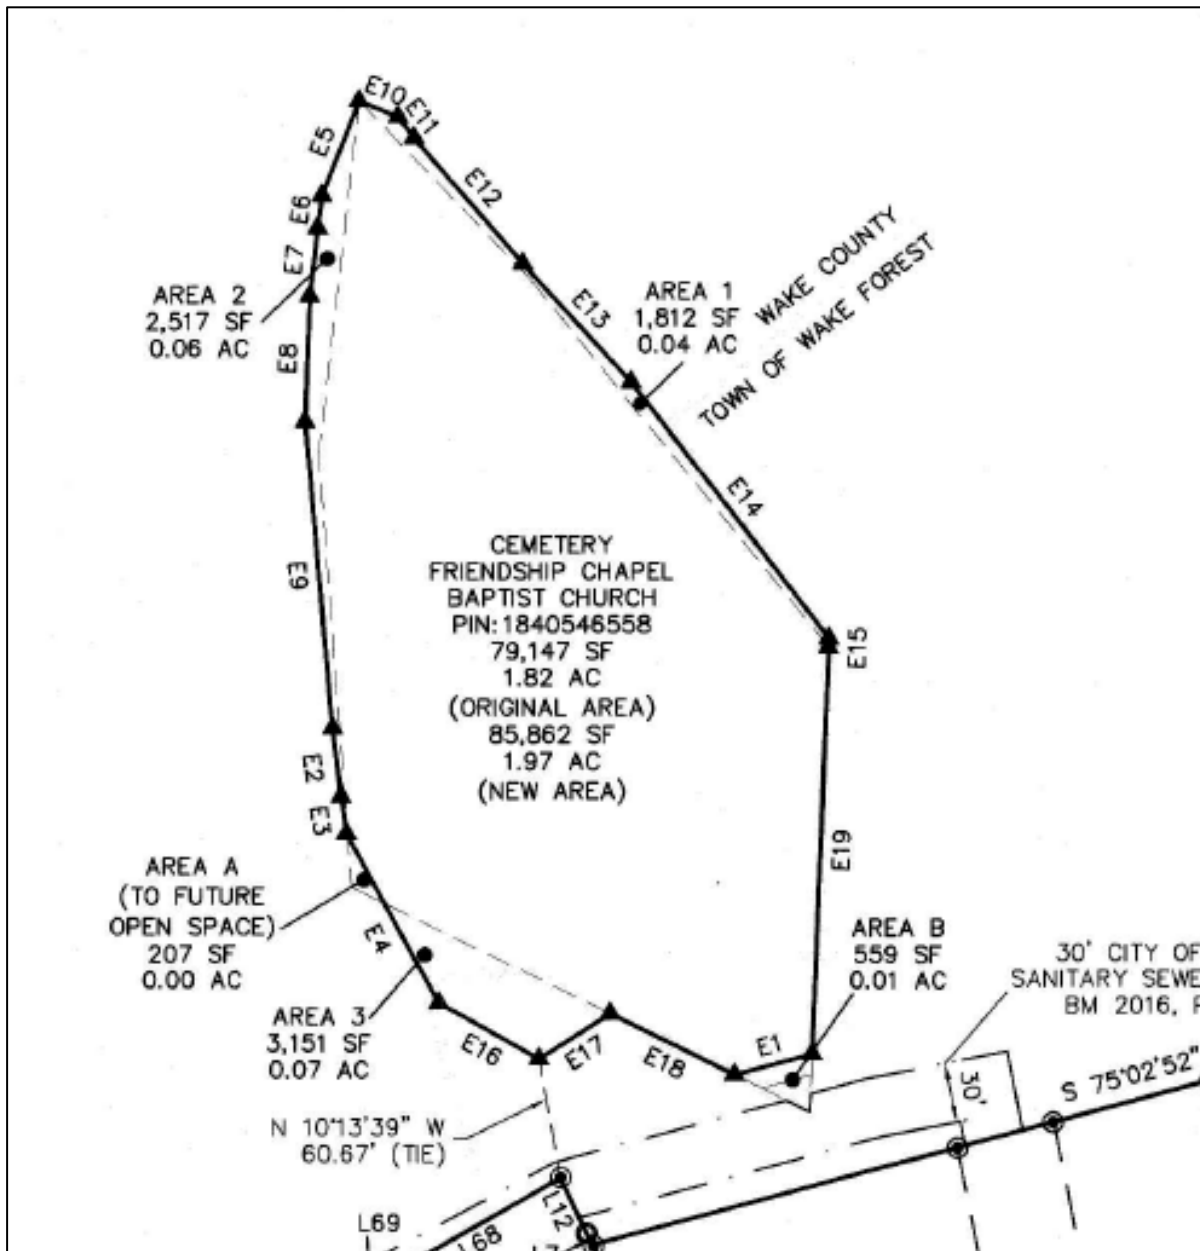 E10
E11
E5
E12
E6
E7
WAKE COUNTY
TOWN OF WAKE FOREST
AREA 2
2,517 SF
0.06 AC
E13
AREA 1
1,812 SF
0.04 AC
E8
E14
E9
CEMETERY
FRIENDSHIP CHAPEL
BAPTIST CHURCH
PIN:1840546558
79,147 SF
1.82 AC
(ORIGINAL AREA)
85,862 SF
1.97 AC
(NEW AREA)
E15
E2
E3
E19
AREA A
(TO FUTURE
OPEN SPACE)
207 SF
0.00 AC
E4
AREA B
559 SF
0.01 AC
30' CITY OF
SANITARY SEWE
BM 2016,
AREA 3
3,151 SF
0.07 AC
E16
E17
E18
E1
30'
S 75°02'52"
N 10°13'39" W
60.67' (TIE)
L12
L69
L68